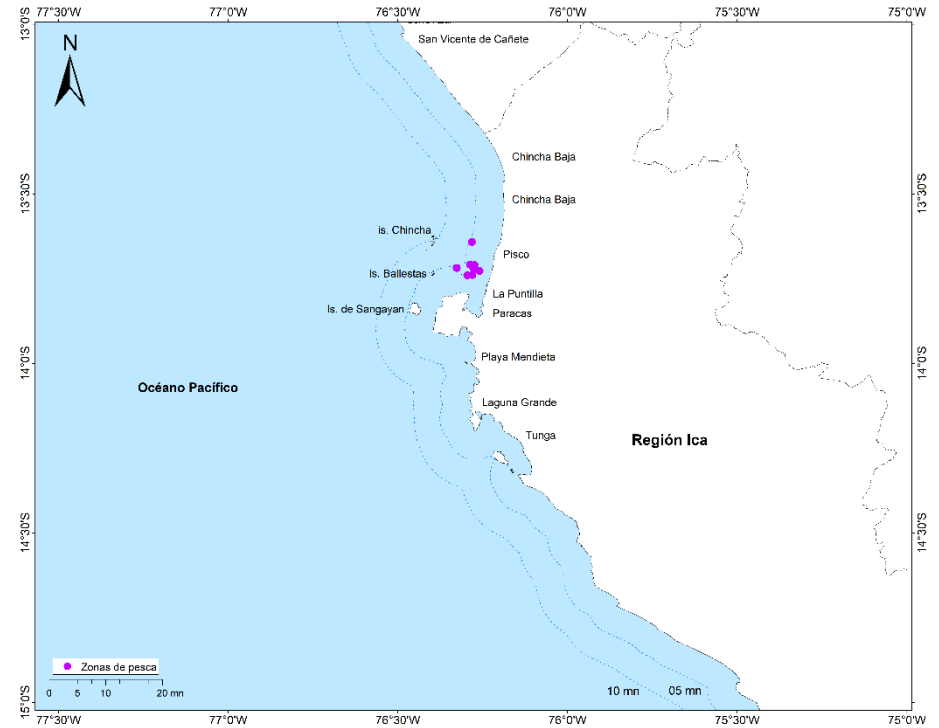 77°30'W 77°0'W 76°30'W 76°0'W 75°30'W 75°0'W
13°0'S
N
San Vicente de Cañete
Chincha Baja
13°30'S 13°30'S
Chincha Baja
is. Chincha
Pisco
Is. Ballestas
La Puntilla
Is. de Sangayan
Paracas
Playa Mendieta
14°0'S 14°0'S
Océano Pacífico
Laguna Grande
Tunga
Región Ica
14°30'S 14°30'S
Zonas de pesca
0 5 10 20 mn
10 mn 05 mn
15°0'S 15°0'S
77°30'W 77°0'W 76°30'W 76°0'W 75°30'W 75°0'W